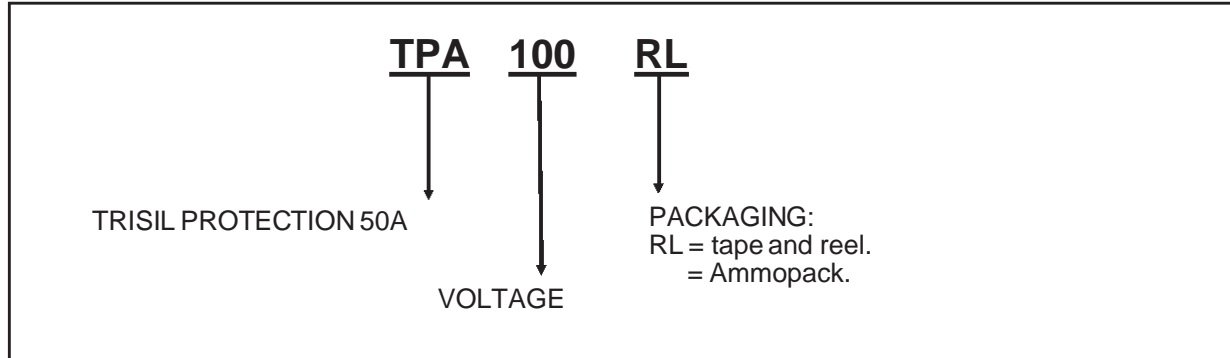 TPA 100 RL
TRISIL PROTECTION 50A
VOLTAGE
PACKAGING:
RL = tape and reel.
= Ammopack.